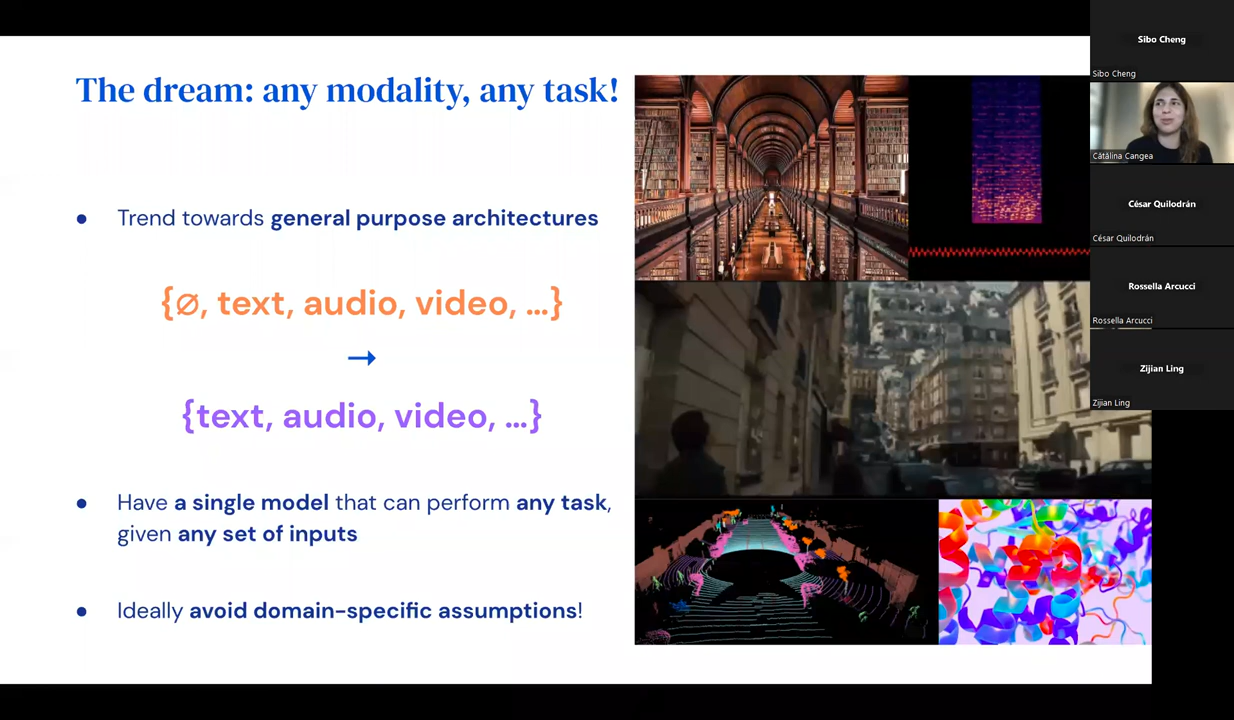 The dream: any modality, any task!
● Trend towards general purpose architectures
{∅, text, audio, video, ...}
→
{text, audio, video, ...}
● Have a single model that can perform any task,
given any set of inputs
● Ideally avoid domain-specific assumptions!
Sibo Cheng
Sibo Cheng
Cătălina Cangea
César Quilodrán
César Quilodrán
Rossella Arcucci
Rossella Arcucci
Zijian Ling
Zijian Ling